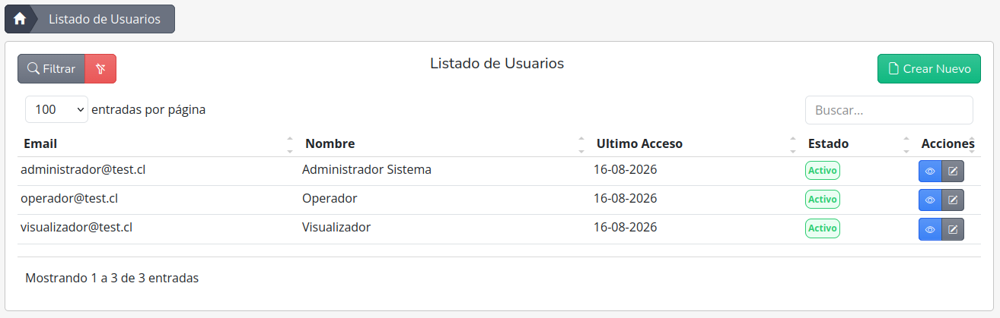 Listado de Usuarios
Filtrar
Listado de Usuarios
Crear Nuevo
100 entradas por página
Buscar...
Email Nombre Ultimo Acceso Estado Acciones
administrador@test.cl Administrador Sistema 16-08-2026 Activo
operador@test.cl Operador 16-08-2026 Activo
visualizador@test.cl Visualizador 16-08-2026 Activo
Mostrando 1 a 3 de 3 entradas